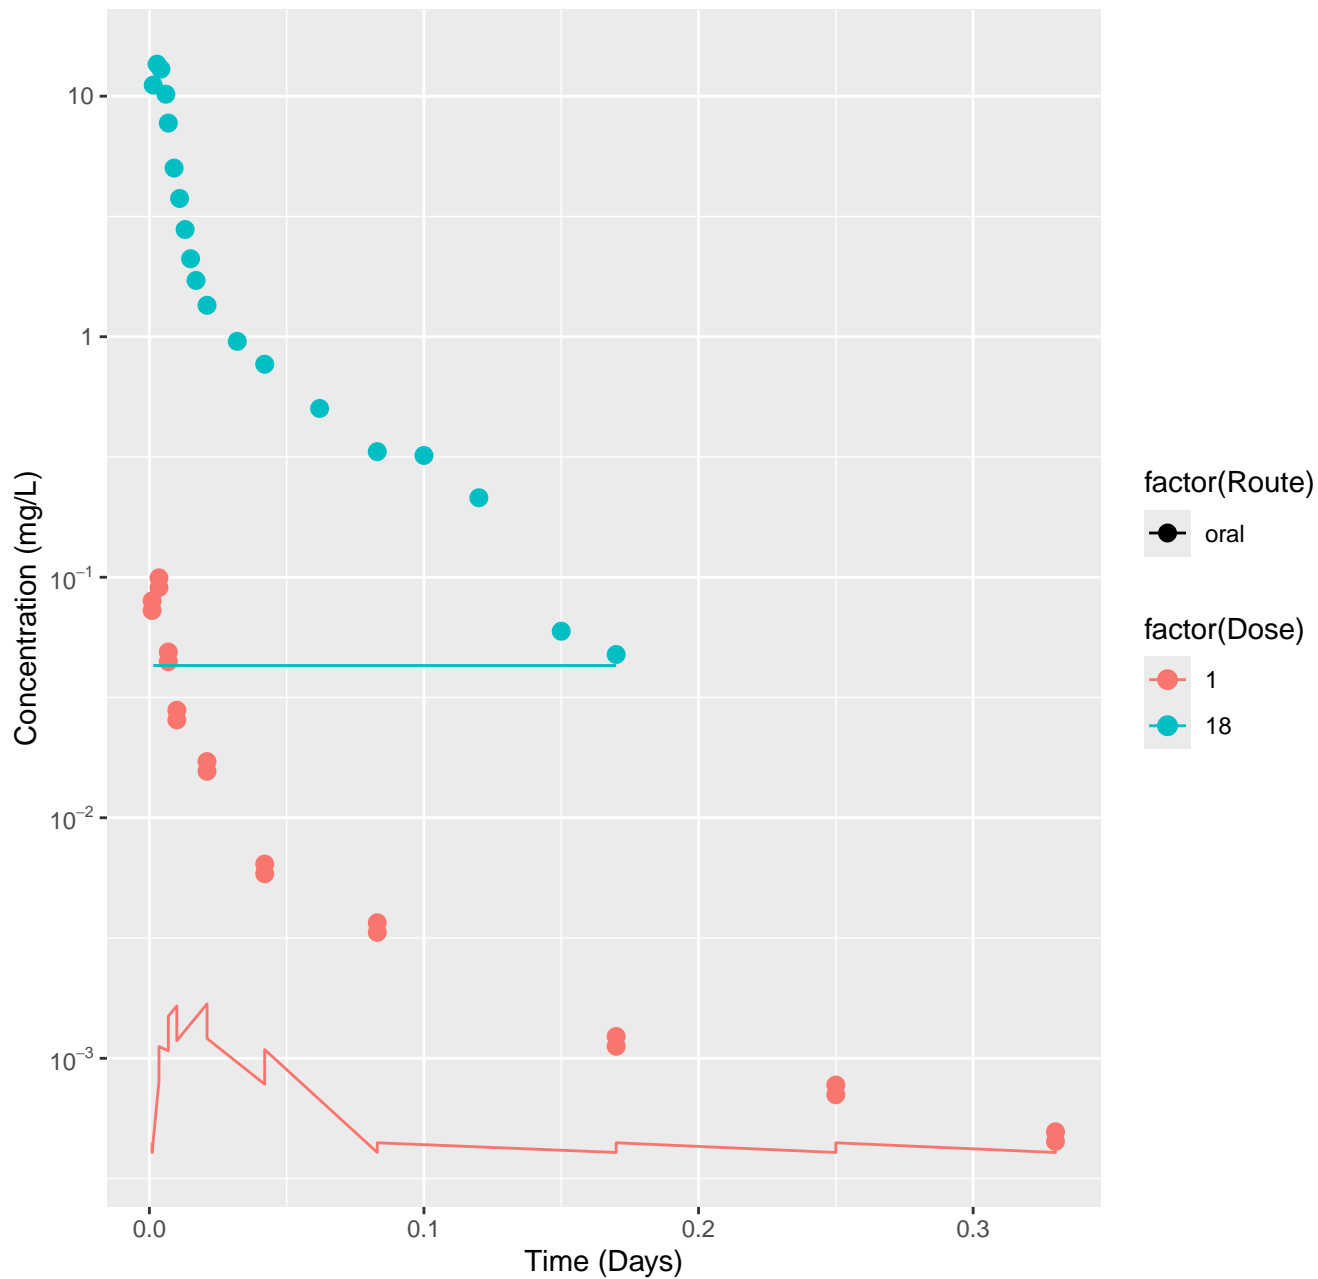 Concentration (mg/L)
10
1
10⁻¹
10⁻²
10⁻³
0.0
0.1
0.2
0.3
Time (Days)
factor(Route)
oral
factor(Dose)
1
18